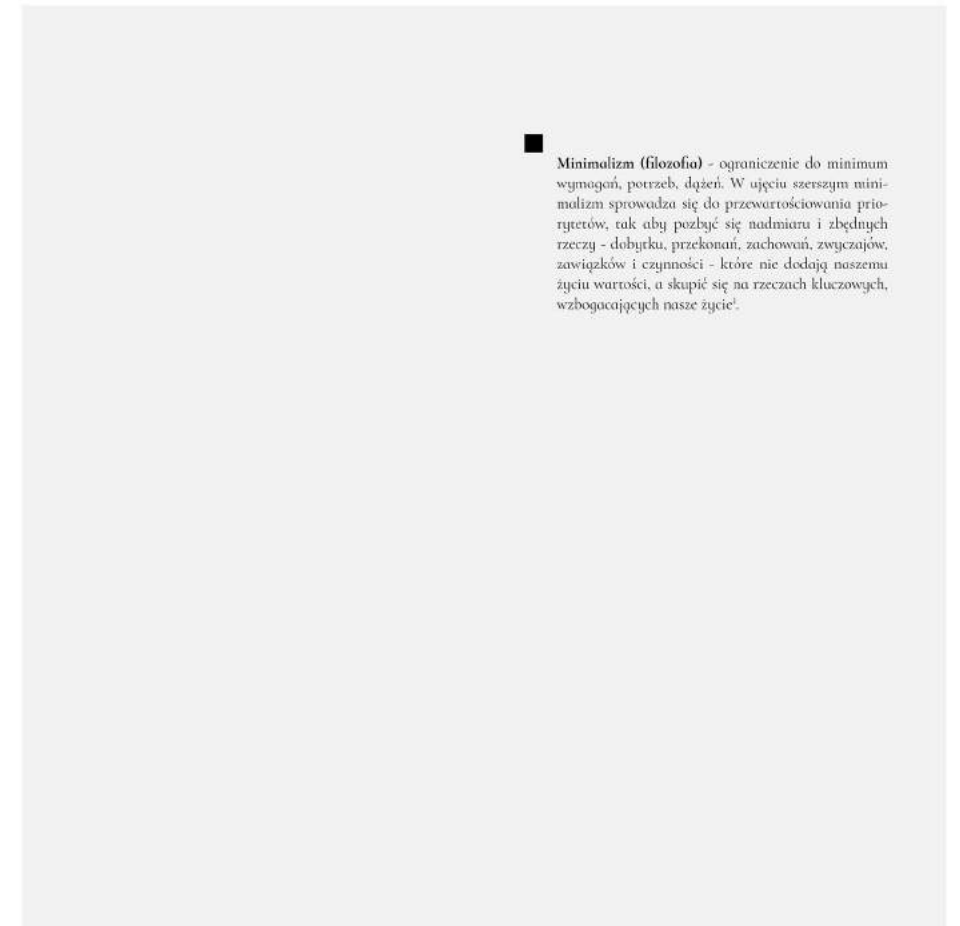 Minimalizm (filozofia) - ograniczenie do minimum
wymagań, potrzeb, dążeń. W ujęciu szerszym mini-
malizm sprowadza się do przewartościowania prio-
rytetów, tak aby pozbyć się nadmiaru i zbędnych
rzeczy - dobytku, przekonań, zachowań, zwyczajów,
zawiązków i czynności - które nie dodają naszemu
życiu wartości, a skupić się na rzeczach kluczowych,
wzbogacających nasze życie¹.